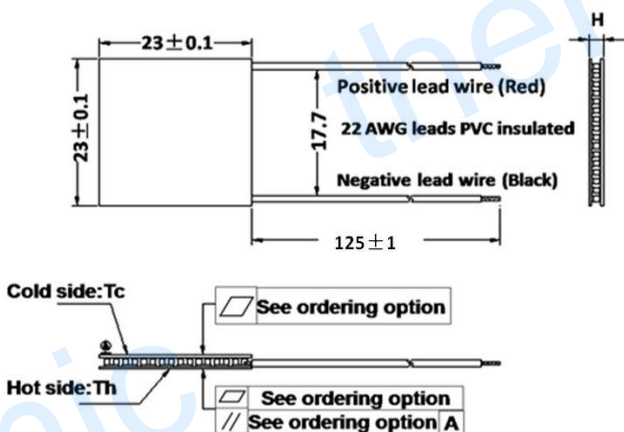 23±0.1
H
23±0.1
Positive lead wire (Red)
17.7
22 AWG leads PVC insulated
Negative lead wire (Black)
125±1
Cold side:Tc
See ordering option
A
Hot side:Th
See ordering option
// See ordering option A
ther
nic